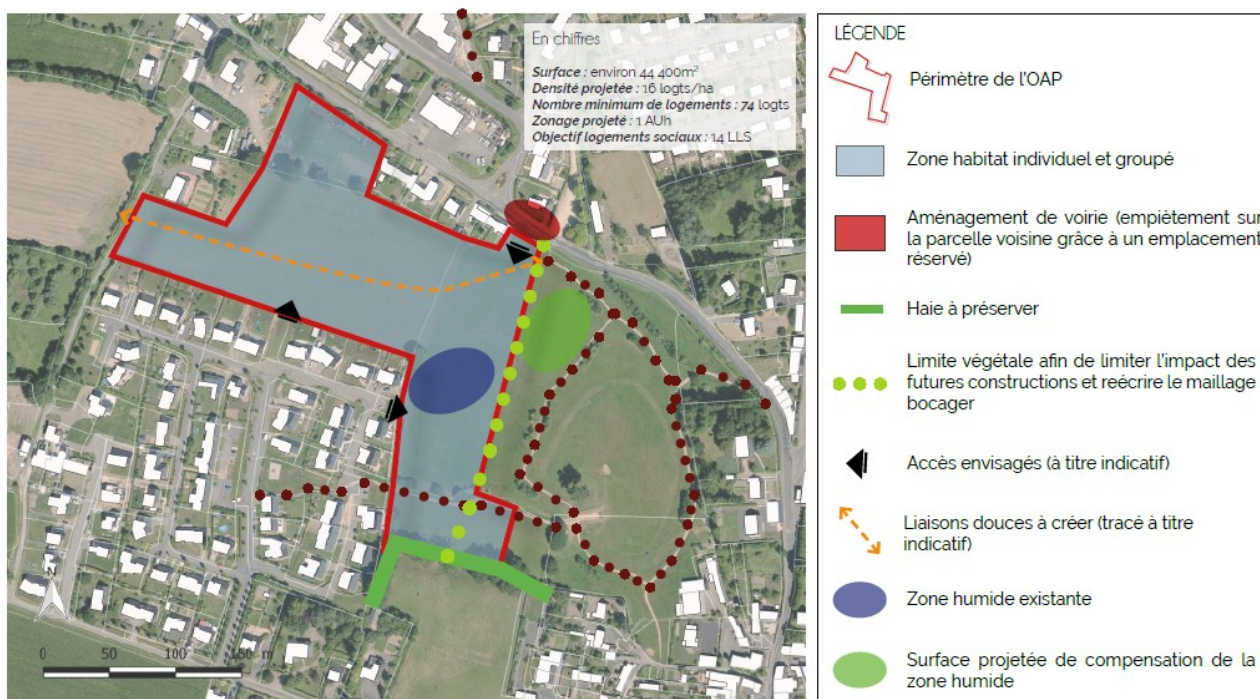 En chiffres
Surface : environ 44 400m²
Densité projetée : 16 logts/ha
Nombre minimum de logements : 74 logts
Zonage projeté : 1 AUh
Objectif logements sociaux : 14 LLS
N
0 50 100 150 m
LÉGENDE
Périmètre de l'OAP
Zone habitat individuel et groupé
Aménagement de voirie (empiètement sur
la parcelle voisine grâce à un emplacement
réservé)
Haie à préserver
Limite végétale afin de limiter l'impact des
futures constructions et reécrire le maillage
bocager
Accès envisagés (à titre indicatif)
Liaisons douces à créer (tracé à titre
indicatif)
Zone humide existante
Surface projetée de compensation de la
zone humide